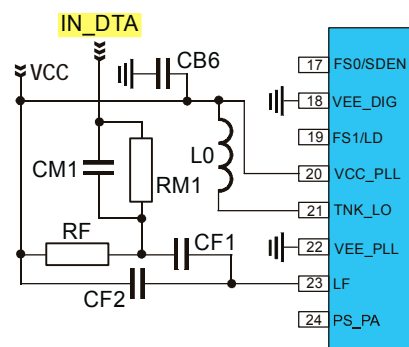 IN_DTA
VCC
CB6
17 FS0/SDEN
18 VEE_DIG
19 FS1/LD
CM1
RM1
L0
20 VCC_PLL
21 TNK_LO
RF
CF1
22 VEE_PLL
CF2
23 LF
24 PS_PA